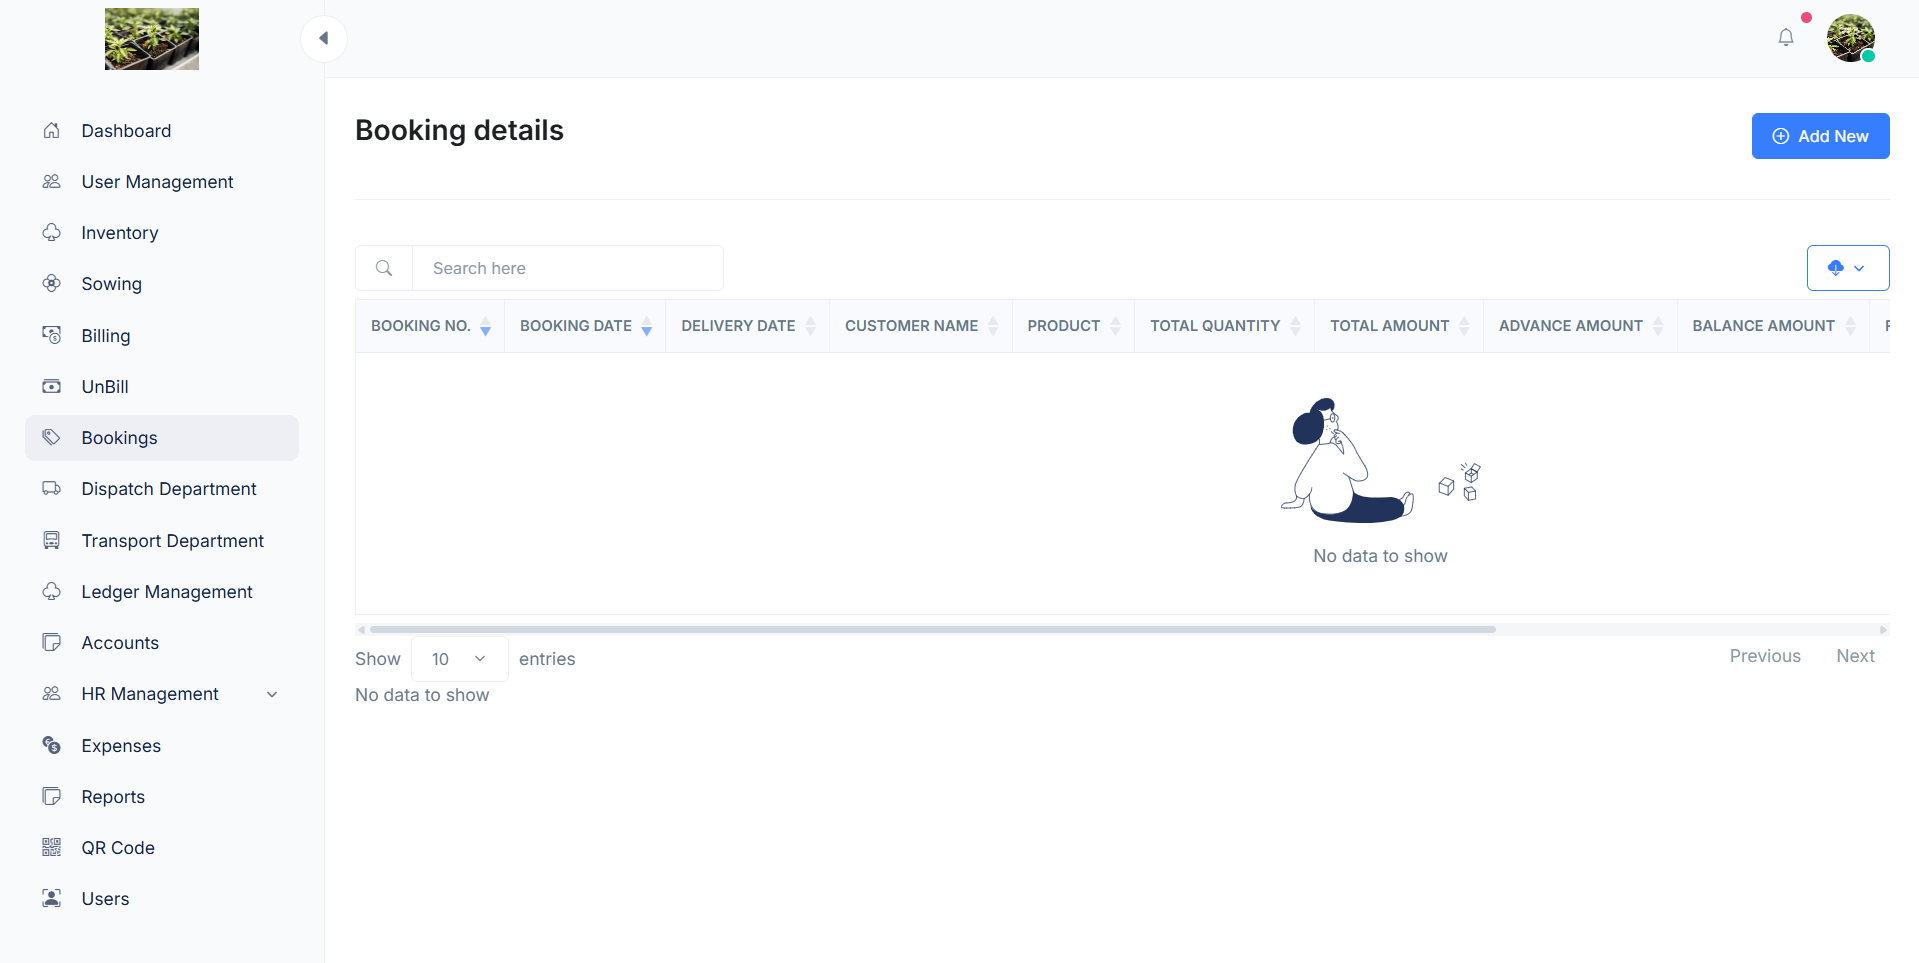 Dashboard
User Management
Inventory
Sowing
Billing
UnBill
Bookings
Dispatch Department
Transport Department
Ledger Management
Accounts
HR Management
Expenses
Reports
QR Code
Users
Booking details
Add New
Search here
BOOKING NO. BOOKING DATE DELIVERY DATE CUSTOMER NAME PRODUCT TOTAL QUANTITY TOTAL AMOUNT ADVANCE AMOUNT BALANCE AMOUNT
No data to show
Show 10 entries
Previous Next
No data to show